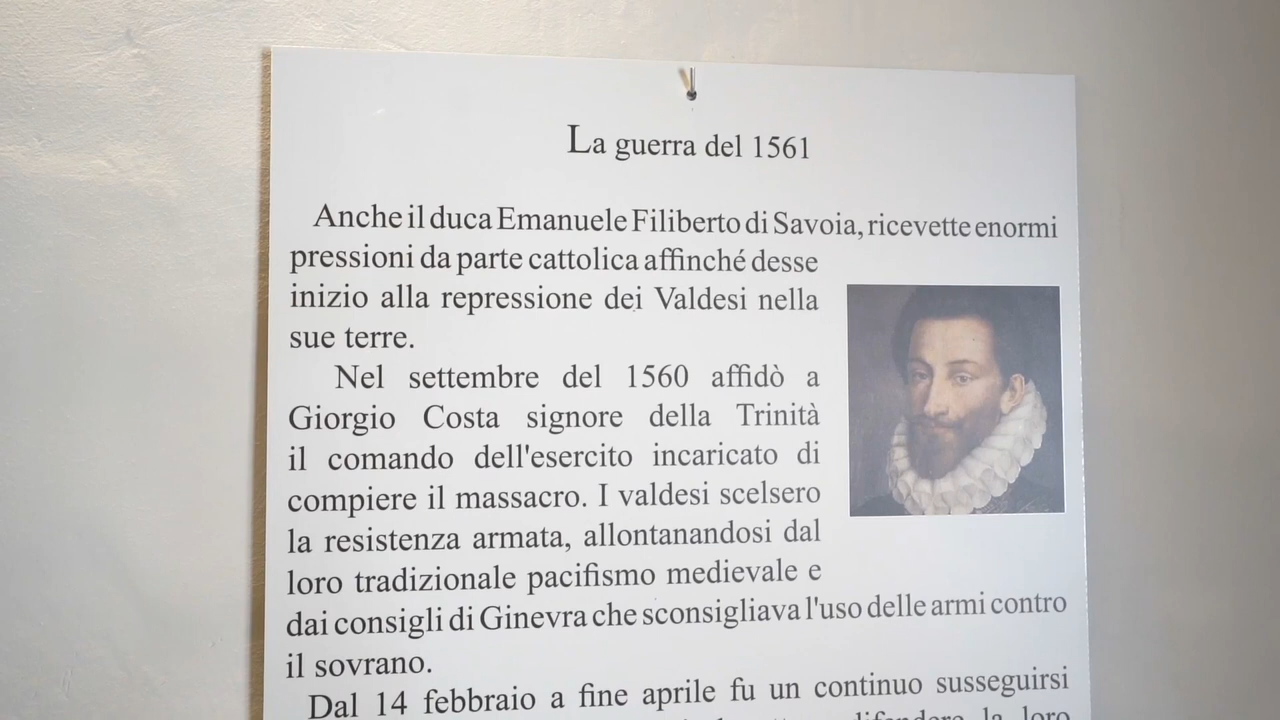 La guerra del 1561
Anche il duca Emanuele Filiberto di Savoia, ricevette enormi
pressioni da parte cattolica affinché desse
inizio alla repressione dei Valdesi nella
sue terre.
Nel settembre del 1560 affidò a
Giorgio Costa signore della Trinità
il comando dell'esercito incaricato di
compiere il massacro. I valdesi scelsero
la resistenza armata, allontanandosi dal
loro tradizionale pacifismo medievale e
dai consigli di Ginevra che sconsigliava l'uso delle armi contro
il sovrano.
Dal 14 febbraio a fine aprile fu un continuo susseguirsi
difendere la loro